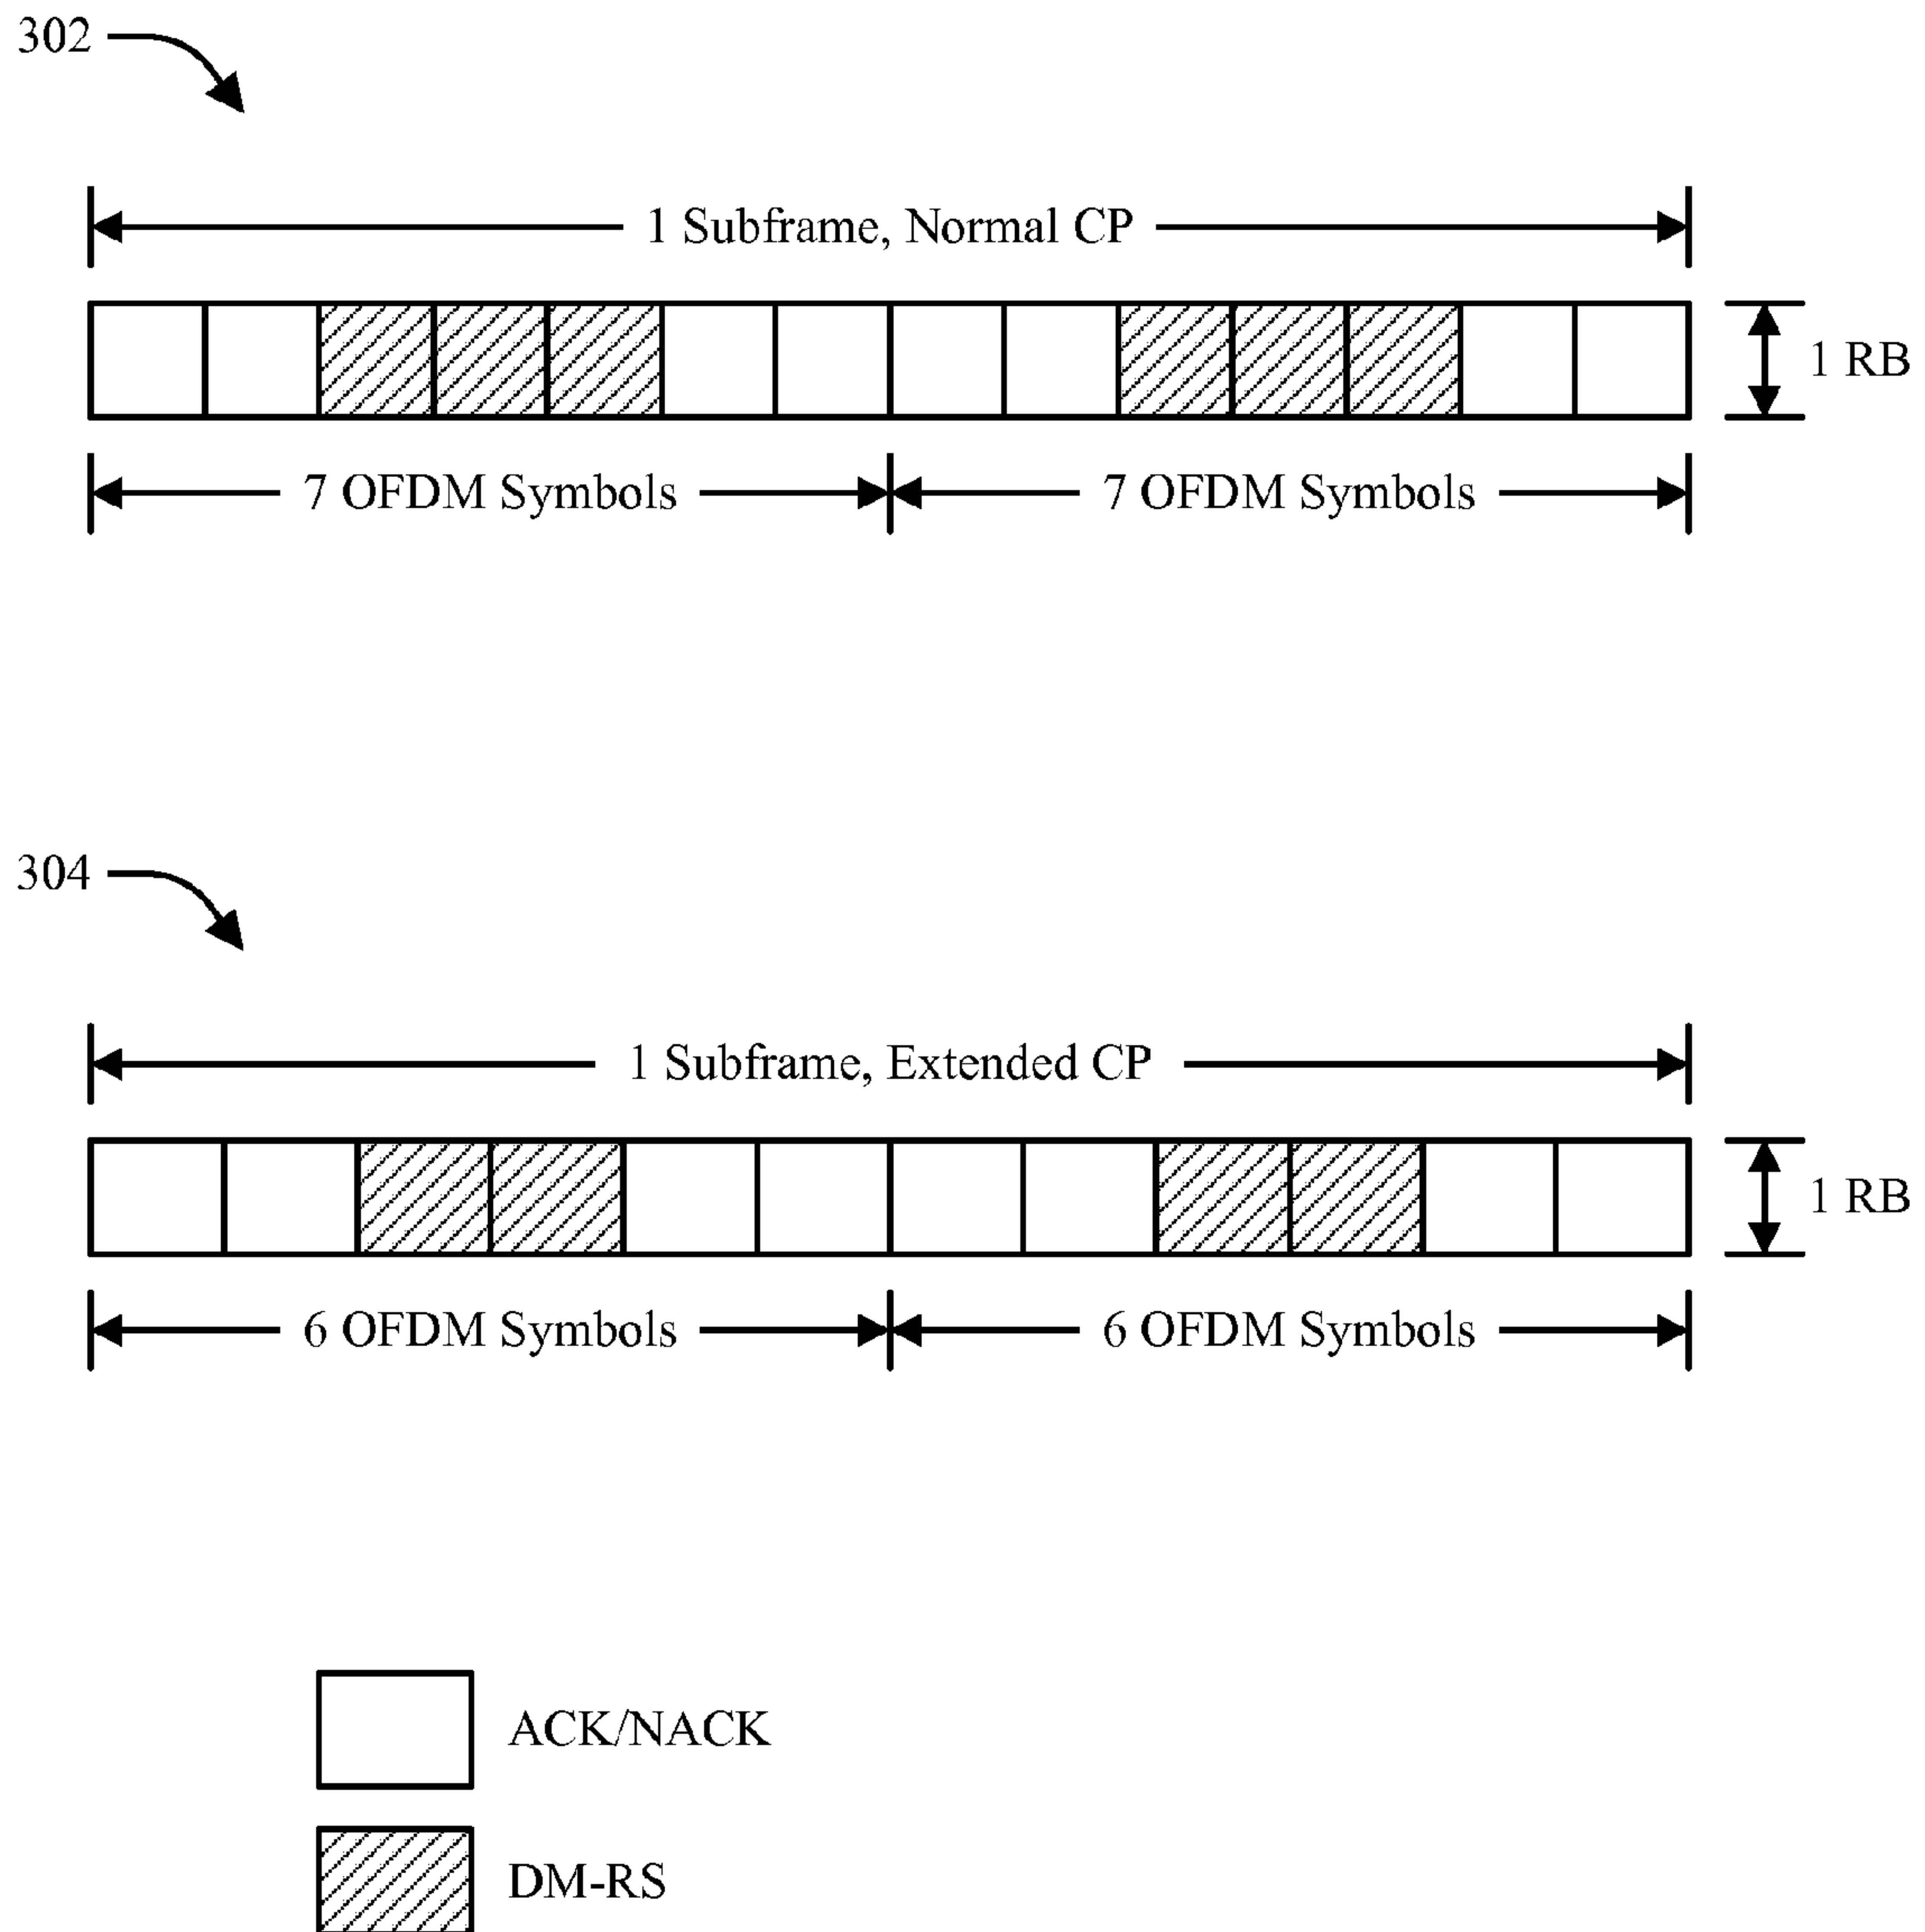 302
1 Subframe, Normal CP
1 RB
7 OFDM Symbols 7 OFDM Symbols
304
1 Subframe, Extended CP
1 RB
6 OFDM Symbols 6 OFDM Symbols
ACK/NACK
DM-RS